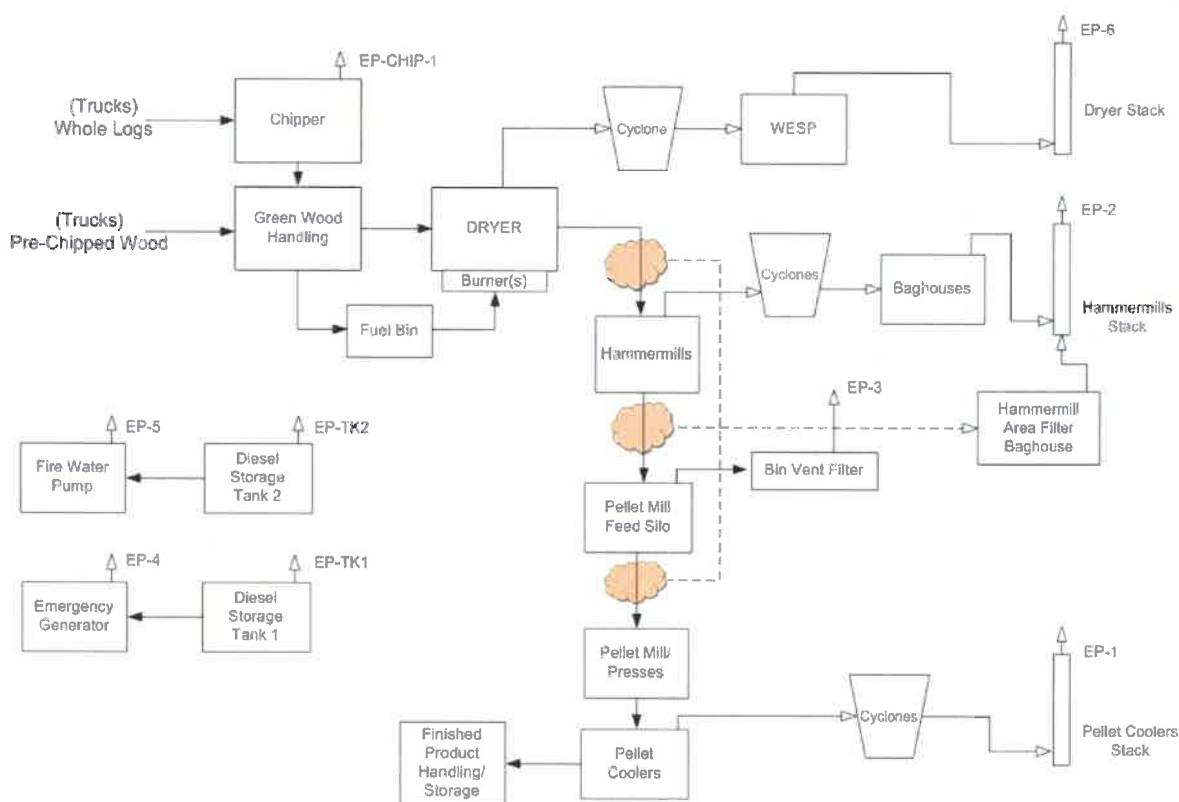 EP-CHIP-1
(Trucks)
Whole Logs
Chipper
Cyclone
WESP
EP-6
Dryer Stack
(Trucks)
Pre-Chipped Wood
Green Wood
Handling
DRYER
Burner(s)
Fuel Bin
Cyclones
Baghouses
EP-2
Hammermills
Stack
Hammermills
EP-3
Hammermill
Area Filter
Baghouse
Bin Vent Filter
Pellet Mill
Feed Silo
EP-5
Fire Water
Pump
EP-TK2
Diesel
Storage
Tank 2
EP-4
Emergency
Generator
EP-TK1
Diesel
Storage
Tank 1
Pellet Mill/
Presses
Pellet
Coolers
Finished
Product
Handling/
Storage
Cyclones
EP-1
Pellet Coolers
Stack